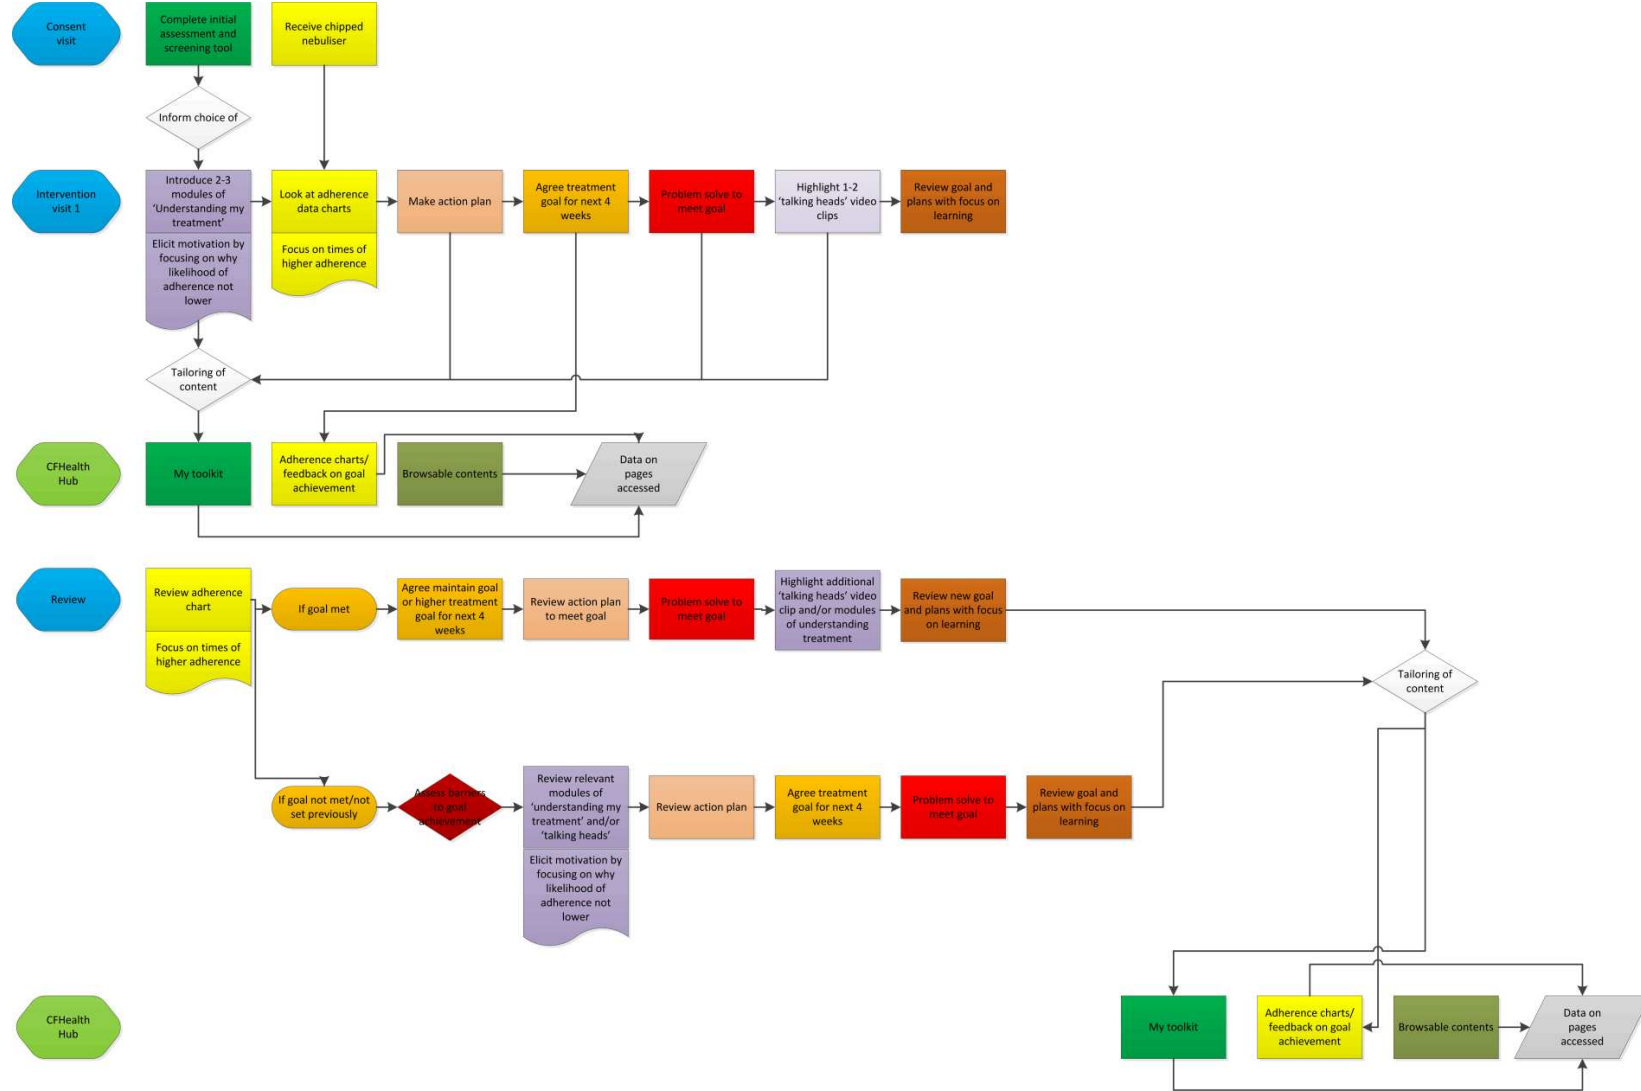 Consent
visit
Complete initial
assessment and
screening tool
Receive chipped
nebuliser
Inform choice of
Intervention
visit 1
Introduce 2-3
modules of
‘Understanding my
treatment’
Elicit motivation by
focusing on why
likelihood of
adherence not
lower
Look at adherence
data charts
Focus on times of
higher adherence
Make action plan
Agree treatment
goal for next 4
weeks
Problem solve to
meet goal
Highlight 1-2
‘talking heads’ video
clips
Review goal and
plans with focus on
learning
Tailoring of
content
CFHealth
Hub
My toolkit
Adherence charts/
feedback on goal
achievement
Browsable contents
Data on
pages
accessed
Review
Review adherence
chart
Focus on times of
higher adherence
If goal met
Agree maintain goal
or higher treatment
goal for next 4
weeks
Review action plan
to meet goal
Problem solve to
meet goal
Highlight additional
‘talking heads’ video
clip and/or modules
of understanding
treatment
Review new goal
and plans with focus
on learning
Tailoring of
content
If goal not met/not
set previously
Assess barriers
to goal
achievement
Review relevant
modules of
‘understanding my
treatment’ and/or
‘talking heads’
Elicit motivation by
focusing on why
likelihood of
adherence not
lower
Review action plan
Agree treatment
goal for next 4
weeks
Problem solve to
meet goal
Review goal and
plans with focus on
learning
CFHealth
Hub
My toolkit
Adherence charts/
feedback on goal
achievement
Browsable contents
Data on
pages
accessed